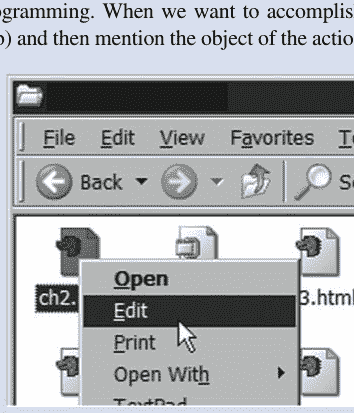 ogramming. When we want to accomplis
o) and then mention the object of the actio
File Edit View Favorites T
Back S
ch2. 3.html
Open
Edit
Print
Open With
TextPad